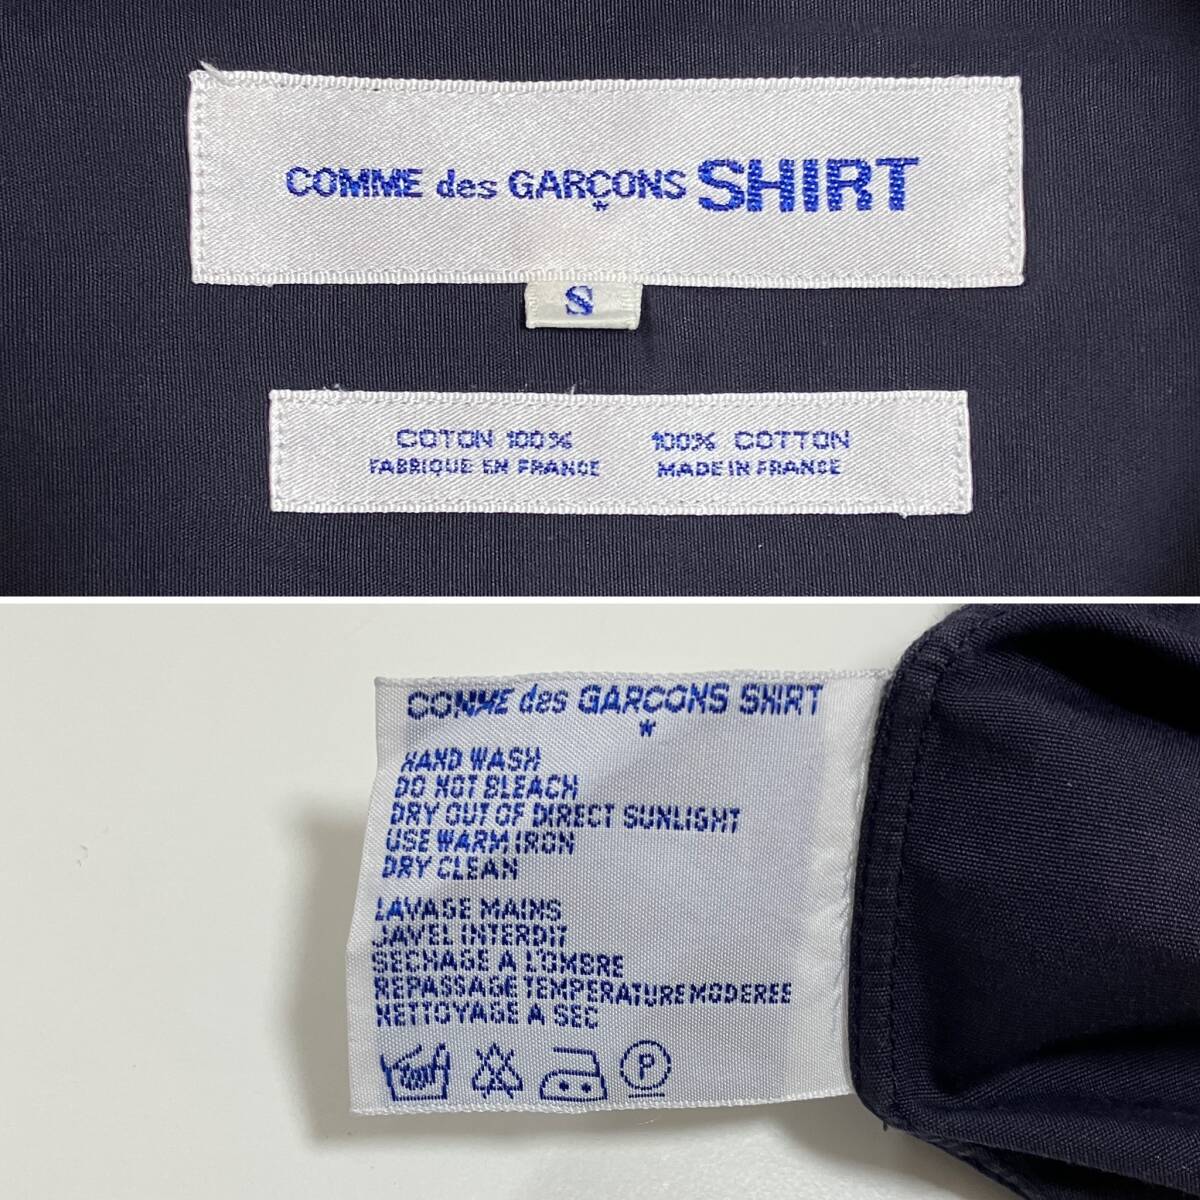 COMME des GARÇONS SHIRT
*
S
COTON 100% 100% COTTON
FABRIQUE EN FRANCE MADE IN FRANCE
COMME des GARCONS SHIRT
*
HAND WASH
DO NOT BLEACH
DRY OUT OF DIRECT SUNLIGHT
USE WARM IRON
DRY CLEAN
LAVAGE MAINS
JAVEL INTERDIT
SECHAGE A L'OMBRE
REPASSAGE TEMPERATURE MODEREE
NETTOYAGE A SEC
P